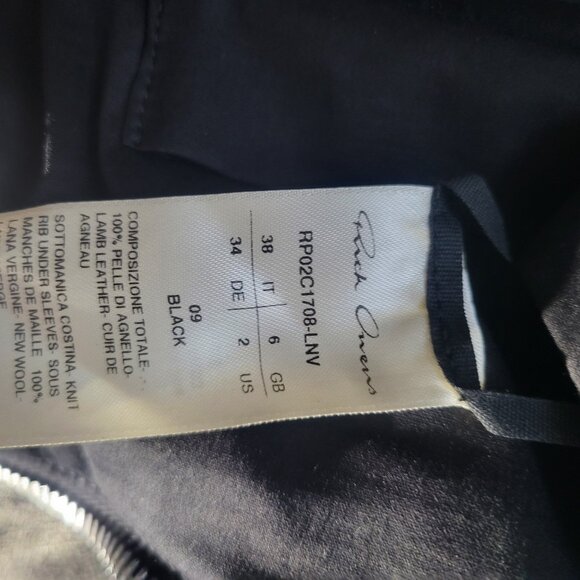 Rick Owens
RP02C1708-LNV
38 IT 6 GB
34 DE 2 US
09
BLACK
COMPOSIZIONE TOTALE-
100% PELLE DI AGNELLO-
LAMB LEATHER- CUIR DE
AGNEAU
SOTTOMANICA COSTINA- KNIT
RIB UNDER SLEEVES- SOUS
MANCHES DE MAILLE 100%
LANA VERGINE- NEW WOOL-
VIERGE